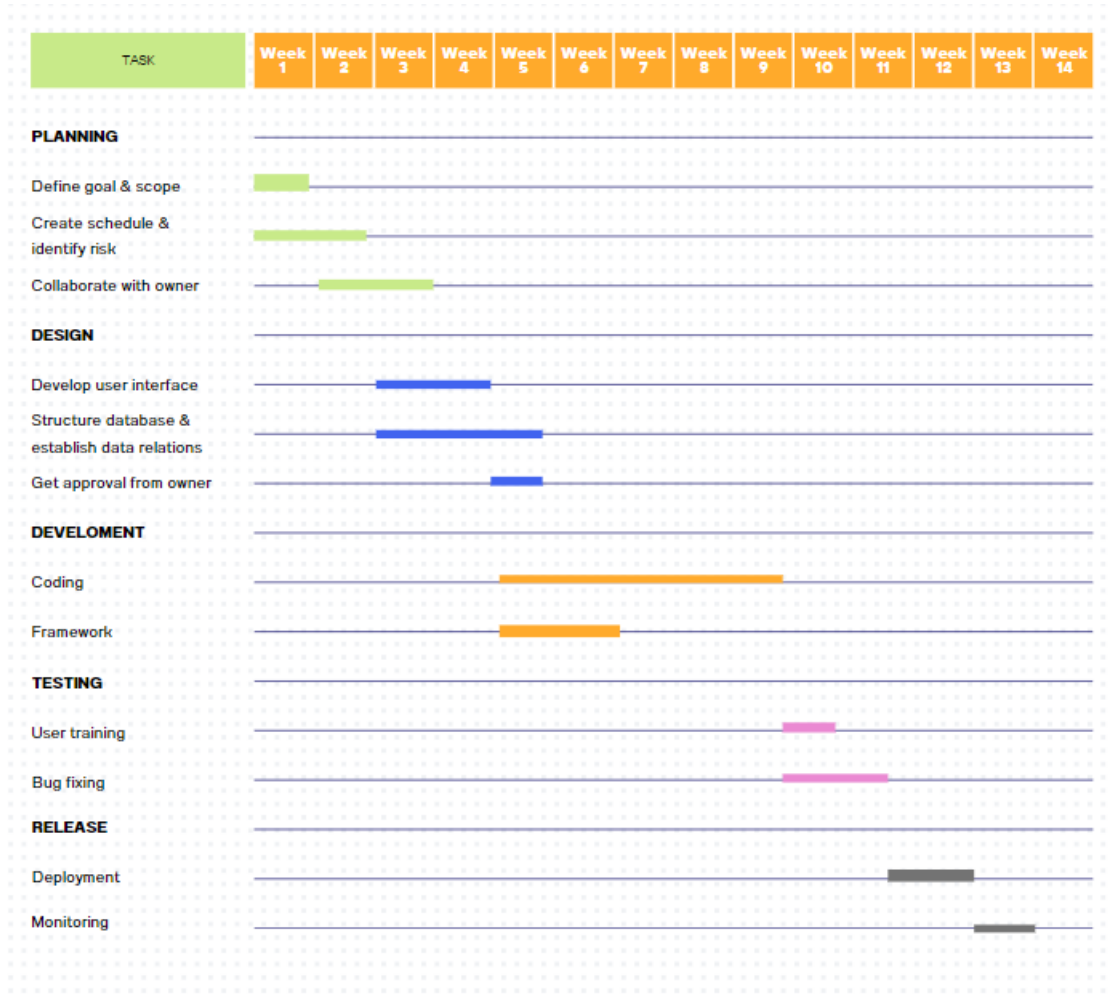 TASK
Week 1
Week 2
Week 3
Week 4
Week 5
Week 6
Week 7
Week 8
Week 9
Week 10
Week 11
Week 12
Week 13
Week 14
PLANNING
Define goal & scope
Create schedule &
identify risk
Collaborate with owner
DESIGN
Develop user interface
Structure database &
establish data relations
Get approval from owner
DEVELOMENT
Coding
Framework
TESTING
User training
Bug fixing
RELEASE
Deployment
Monitoring